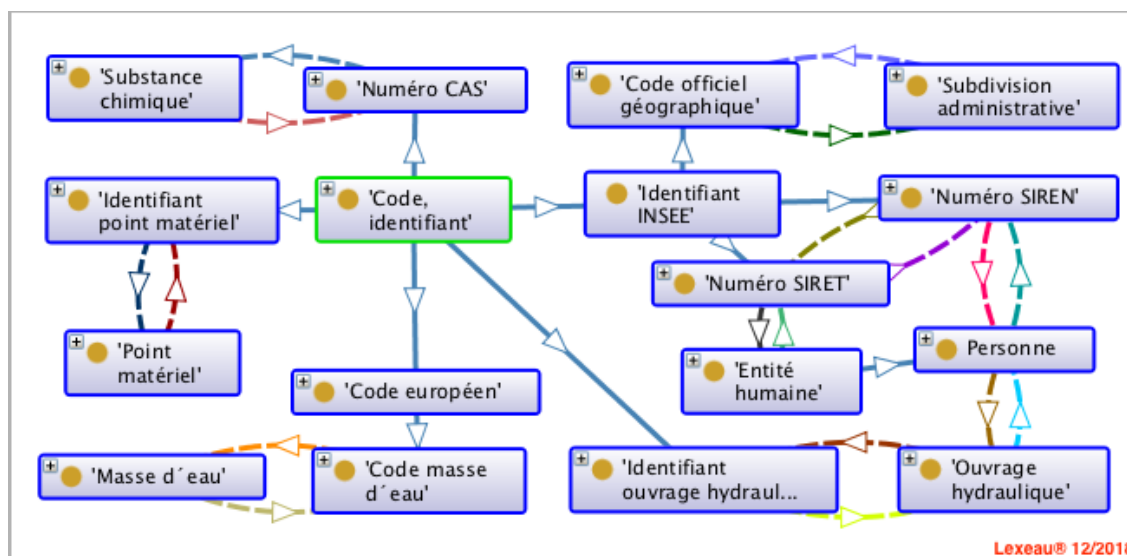 'Substance
chimique'
'Numéro CAS'
'Code officiel
géographique'
'Subdivision
administrative'
'Identifiant
point matériel'
'Code,
identifiant'
'Identifiant
INSEE'
'Numéro SIREN'
'Numéro SIRET'
'Point
matériel'
'Entité
humaine'
Personne
'Code européen'
'Masse d´eau'
'Code masse
d´eau'
'Identifiant
ouvrage hydraul...
'Ouvrage
hydraulique'
Lexeau® 12/2018